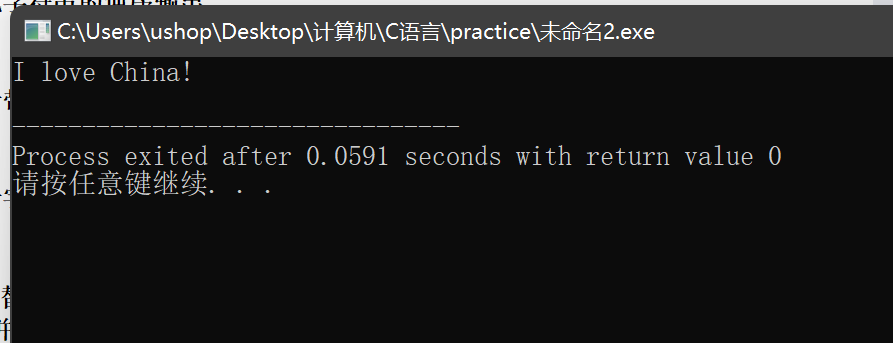 C:\Users\ushop\Desktop\计算机\C语言\practice\未命名2.exe
I love China!
--------------------------------
Process exited after 0.0591 seconds with return value 0
请按任意键继续. . .